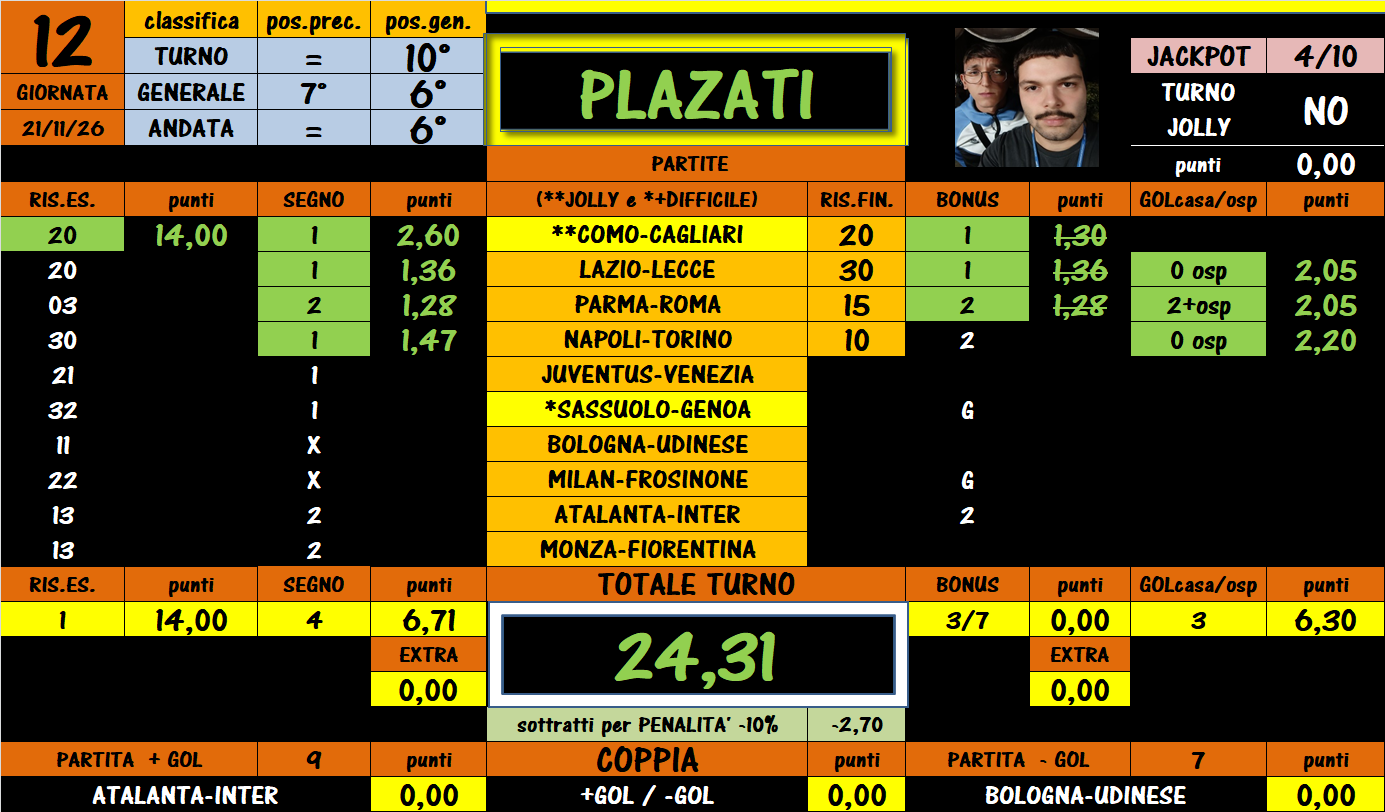 12 classifica pos.prec. pos.gen.
TURNO = 10° JACKPOT 4/10
GIORNATA GENERALE 7° 6° PLAZATI TURNO JOLLY NO
21/11/26 ANDATA = 6°
PARTITE punti 0,00
RIS.ES. punti SEGNO punti (**JOLLY e *+DIFFICILE) RIS.FIN. BONUS punti GOLcasa/osp punti
20 14,00 1 2,60 **COMO-CAGLIARI 20 1 1,30
20 1 1,36 LAZIO-LECCE 30 1 1,36 0 osp 2,05
03 2 1,28 PARMA-ROMA 15 2 1,28 2+osp 2,05
30 1 1,47 NAPOLI-TORINO 10 2 0 osp 2,20
21 1 JUVENTUS-VENEZIA
32 1 *SASSUOLO-GENOA G
11 X BOLOGNA-UDINESE
22 X MILAN-FROSINONE G
13 2 ATALANTA-INTER 2
13 2 MONZA-FIORENTINA
RIS.ES. punti SEGNO punti TOTALE TURNO BONUS punti GOLcasa/osp punti
1 14,00 4 6,71 24,31 3/7 0,00 3 6,30
EXTRA EXTRA
0,00 0,00
sottratti per PENALITA' -10% -2,70
PARTITA + GOL 9 punti COPPIA punti PARTITA - GOL 7 punti
ATALANTA-INTER 0,00 +GOL / -GOL 0,00 BOLOGNA-UDINESE 0,00